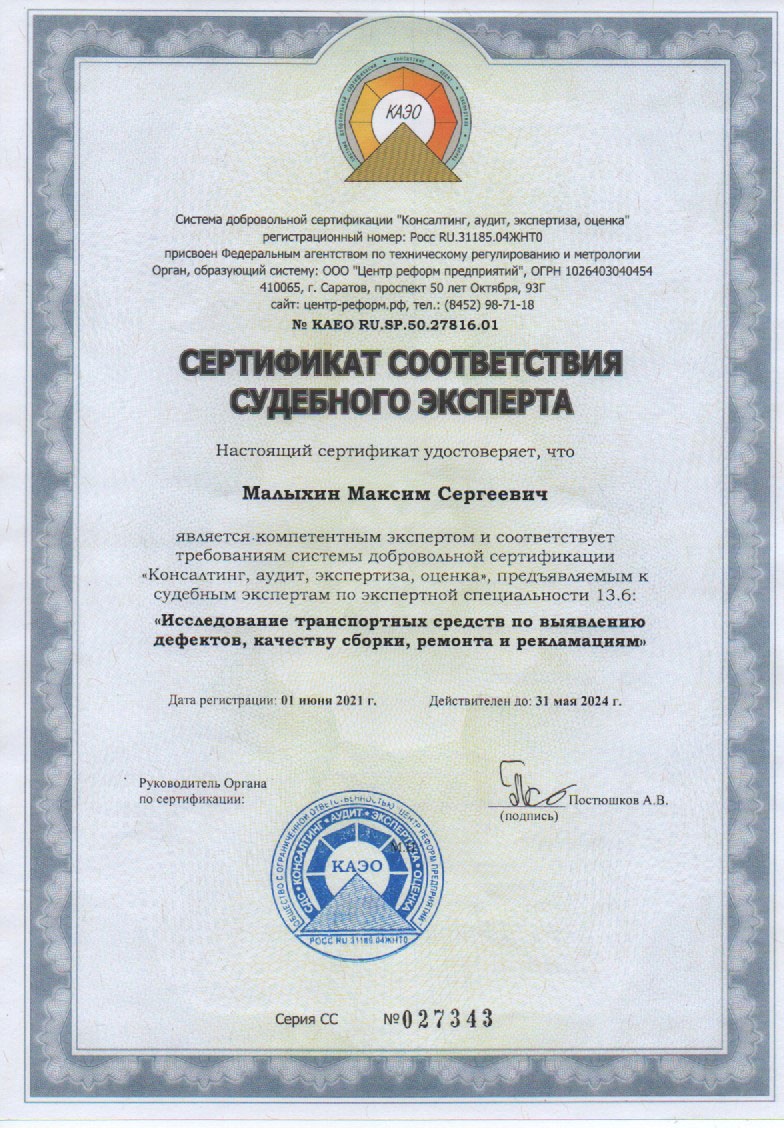 КАЭО
Система добровольной сертификации "Консалтинг, аудит, экспертиза, оценка"
регистрационный номер: Росс RU.31185.04ЖНТ0
присвоен Федеральным агентством по техническому регулированию и метрологии
Орган, образующий систему: ООО "Центр реформ предприятий", ОГРН 1026403040454
410065, г. Саратов, проспект 50 лет Октября, 93Г
сайт: центр-реформ.рф, тел.: (8452) 98-71-18
№ КАЕО RU.SP.50.27816.01
СЕРТИФИКАТ СООТВЕТСТВИЯ
СУДЕБНОГО ЭКСПЕРТА
Настоящий сертификат удостоверяет, что
Малыхин Максим Сергеевич
является компетентным экспертом и соответствует
требованиям системы добровольной сертификации
«Консалтинг, аудит, экспертиза, оценка», предъявляемым к
судебным экспертам по экспертной специальности 13.6:
«Исследование транспортных средств по выявлению
дефектов, качеству сборки, ремонта и рекламациям»
Дата регистрации: 01 июня 2021 г. Действителен до: 31 мая 2024 г.
Руководитель Органа
по сертификации:
Постюшков А.В.
(подпись)
М.П.
ОБЩЕСТВО С ОГРАНИЧЕННОЙ ОТВЕТСТВЕННОСТЬЮ "ЦЕНТР РЕФОРМ ПРЕДПРИЯТИЙ"
СДС • КОНСАЛТИНГ • АУДИТ • ЭКСПЕРТИЗА • ОЦЕНКА
КАЭО
РОСС RU 31185.04ЖНТ0
Серия СС №027343